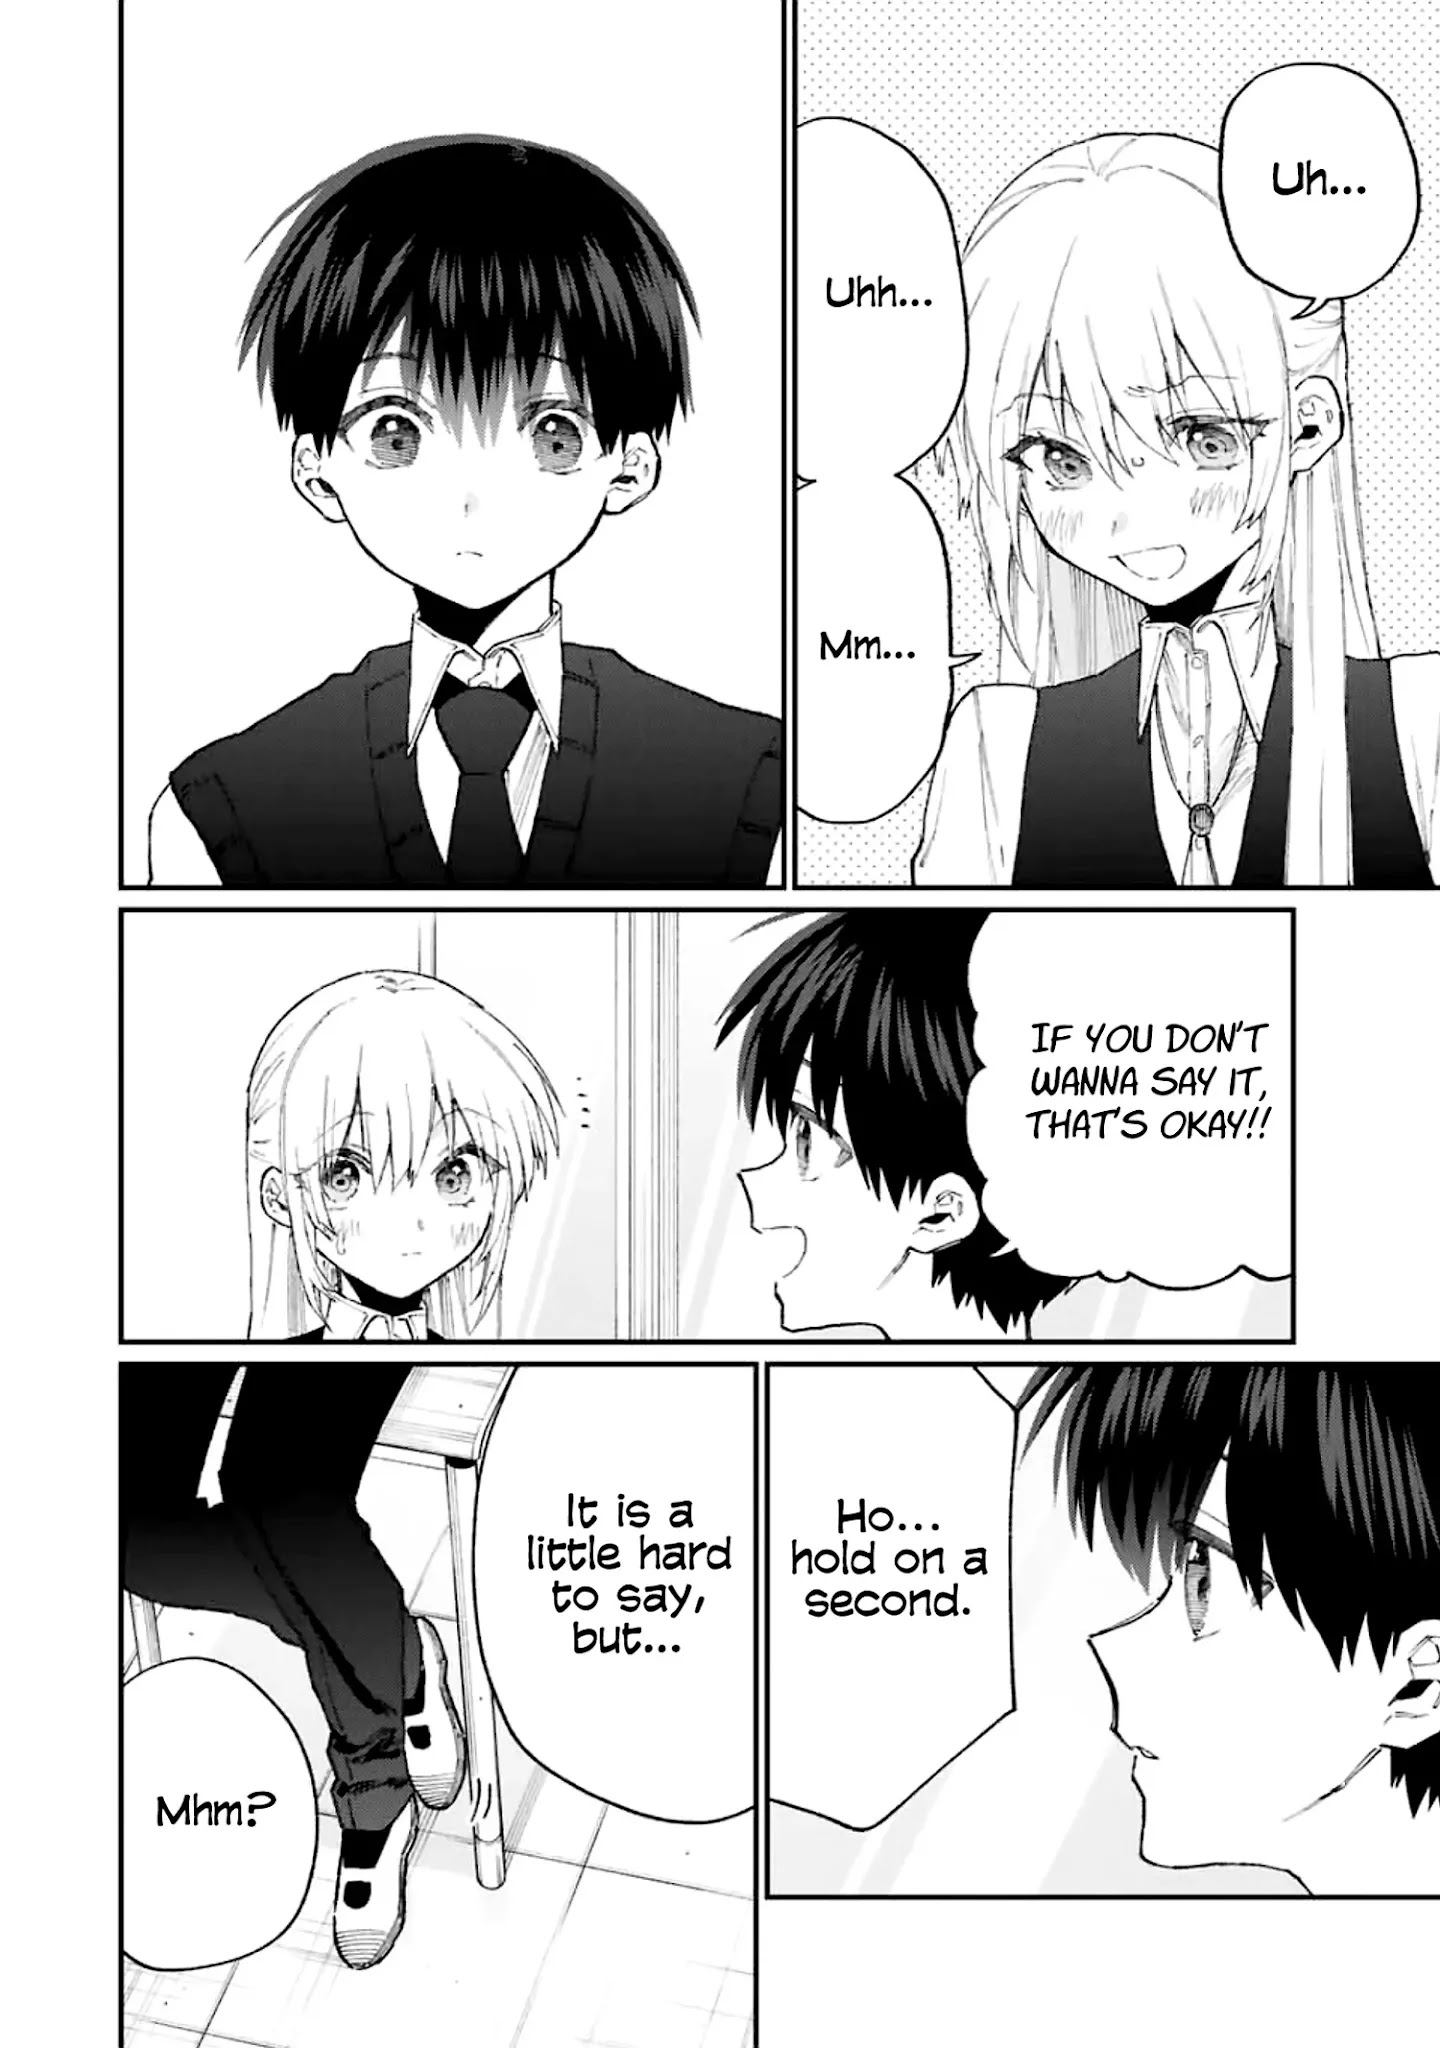 Uh...
Uhh...
Mm...
IF YOU DON'T
WANNA SAY IT,
THAT'S OKAY!!
Ho...
hold on a
second.
It is a
little hard
to say,
but...
Mhm?